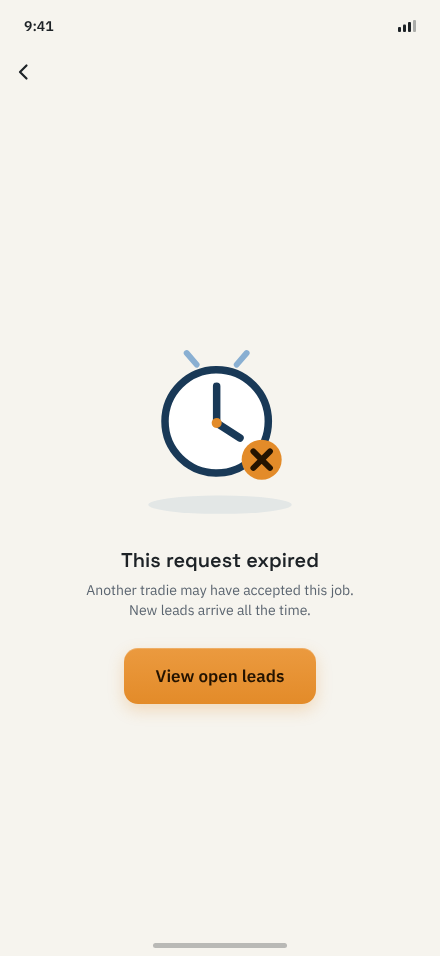 9:41
This request expired
Another tradie may have accepted this job.
New leads arrive all the time.
View open leads